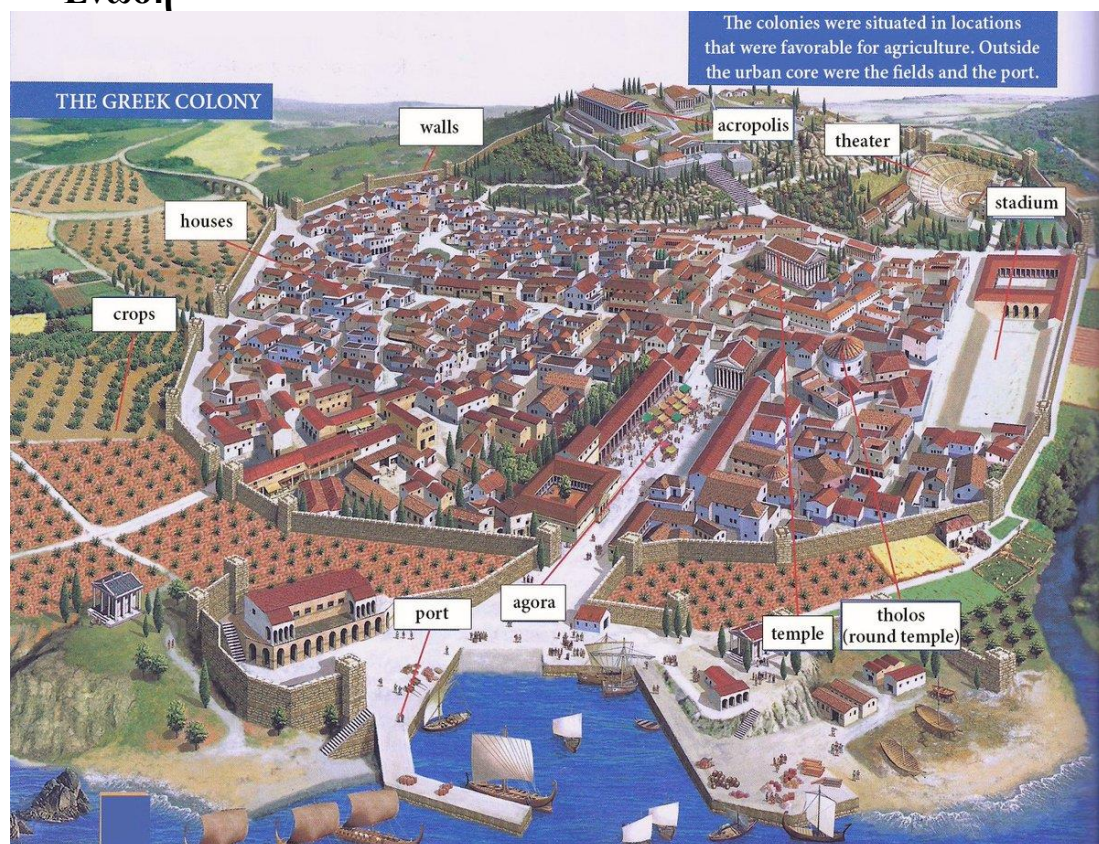 Ένωση
The colonies were situated in locations
that were favorable for agriculture. Outside
the urban core were the fields and the port.
THE GREEK COLONY
walls
acropolis
theater
houses
stadium
crops
port
agora
temple
tholos
(round temple)